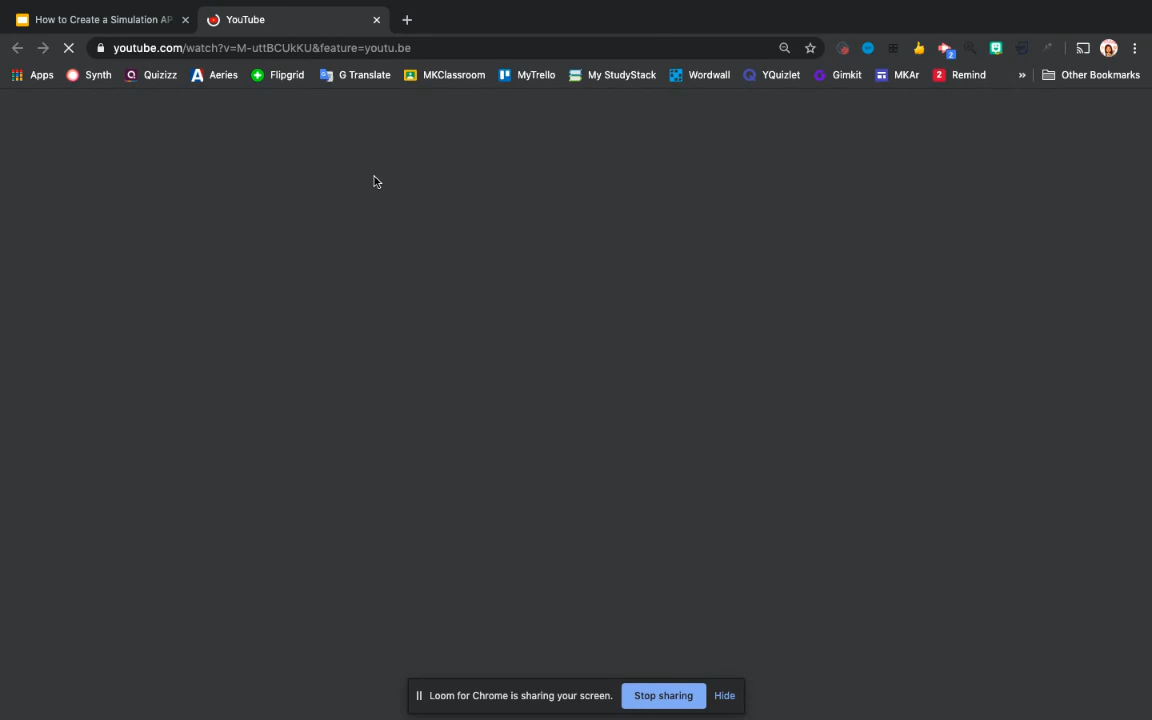 How to Create a Simulation AP
YouTube
youtube.com/watch?v=M-uttBCUkKU&feature=youtu.be
2
Apps Synth Quizizz Aeries Flipgrid G Translate MKClassroom MyTrello My StudyStack Wordwall YQuizlet Gimkit MKAr 2 Remind » Other Bookmarks
Loom for Chrome is sharing your screen. Stop sharing Hide